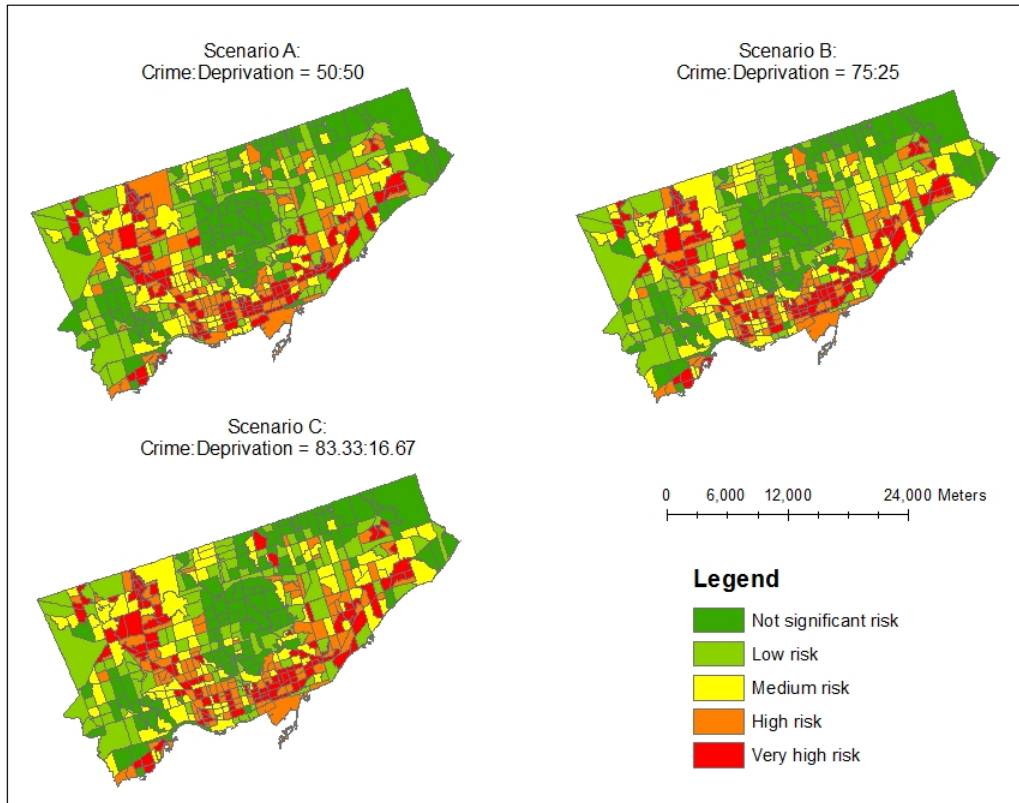 Scenario A:
Crime:Deprivation = 50:50
Scenario B:
Crime:Deprivation = 75:25
Scenario C:
Crime:Deprivation = 83.33:16.67
0 6,000 12,000 24,000 Meters
Legend
Not significant risk
Low risk
Medium risk
High risk
Very high risk